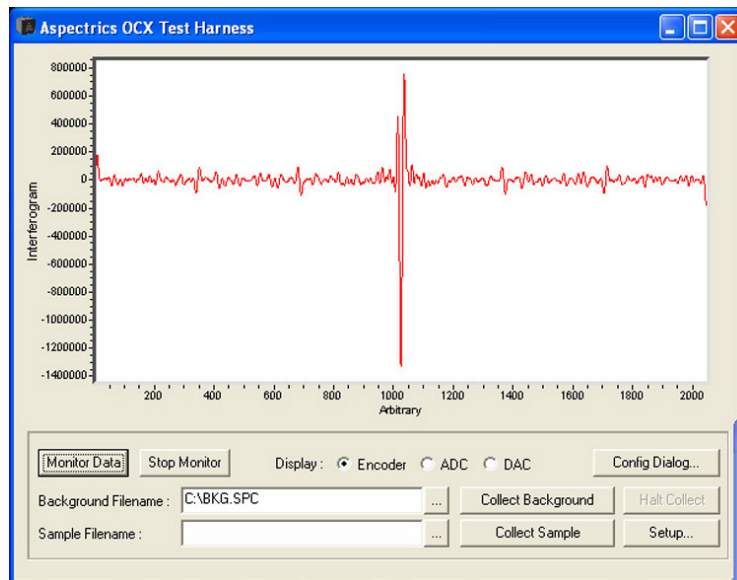 Aspectrics OCX Test Harness
800000
600000
400000
200000
0
-200000
-400000
-600000
-800000
-1000000
-1200000
-1400000
Interferogram
200 400 600 800 1000 1200 1400 1600 1800 2000
Arbitrary
Monitor Data Stop Monitor Display : Encoder ADC DAC Config Dialog...
Background Filename : C:\BKG.SPC ... Collect Background Halt Collect
Sample Filename : ... Collect Sample Setup...